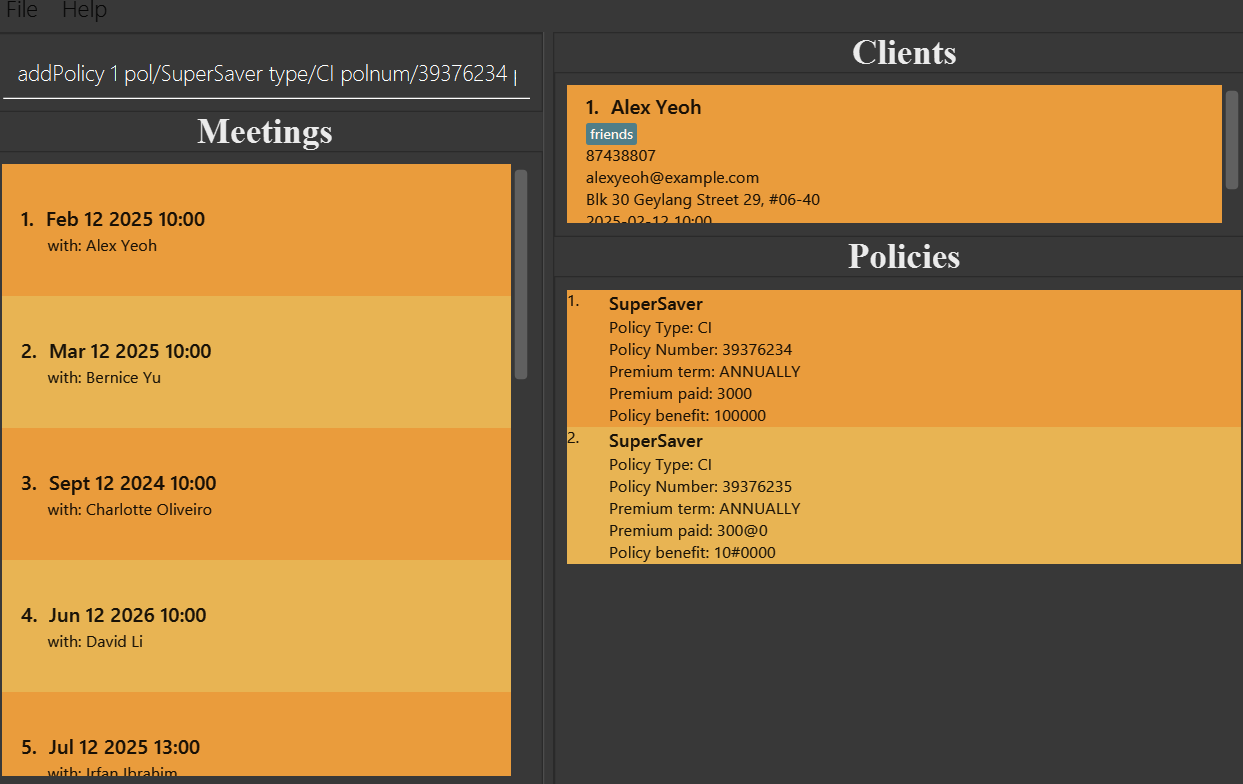 File Help
addPolicy 1 pol/SuperSaver type/CI polnum/39376234
Meetings
1. Feb 12 2025 10:00
with: Alex Yeoh
2. Mar 12 2025 10:00
with: Bernice Yu
3. Sept 12 2024 10:00
with: Charlotte Oliveiro
4. Jun 12 2026 10:00
with: David Li
5. Jul 12 2025 13:00
with: Irfan Ibrahim
Clients
1. Alex Yeoh
friends
87438807
alexyeoh@example.com
Blk 30 Geylang Street 29, #06-40
2025-02-12 10:00
Policies
1. SuperSaver
Policy Type: CI
Policy Number: 39376234
Premium term: ANNUALLY
Premium paid: 3000
Policy benefit: 100000
2. SuperSaver
Policy Type: CI
Policy Number: 39376235
Premium term: ANNUALLY
Premium paid: 300@0
Policy benefit: 10#0000